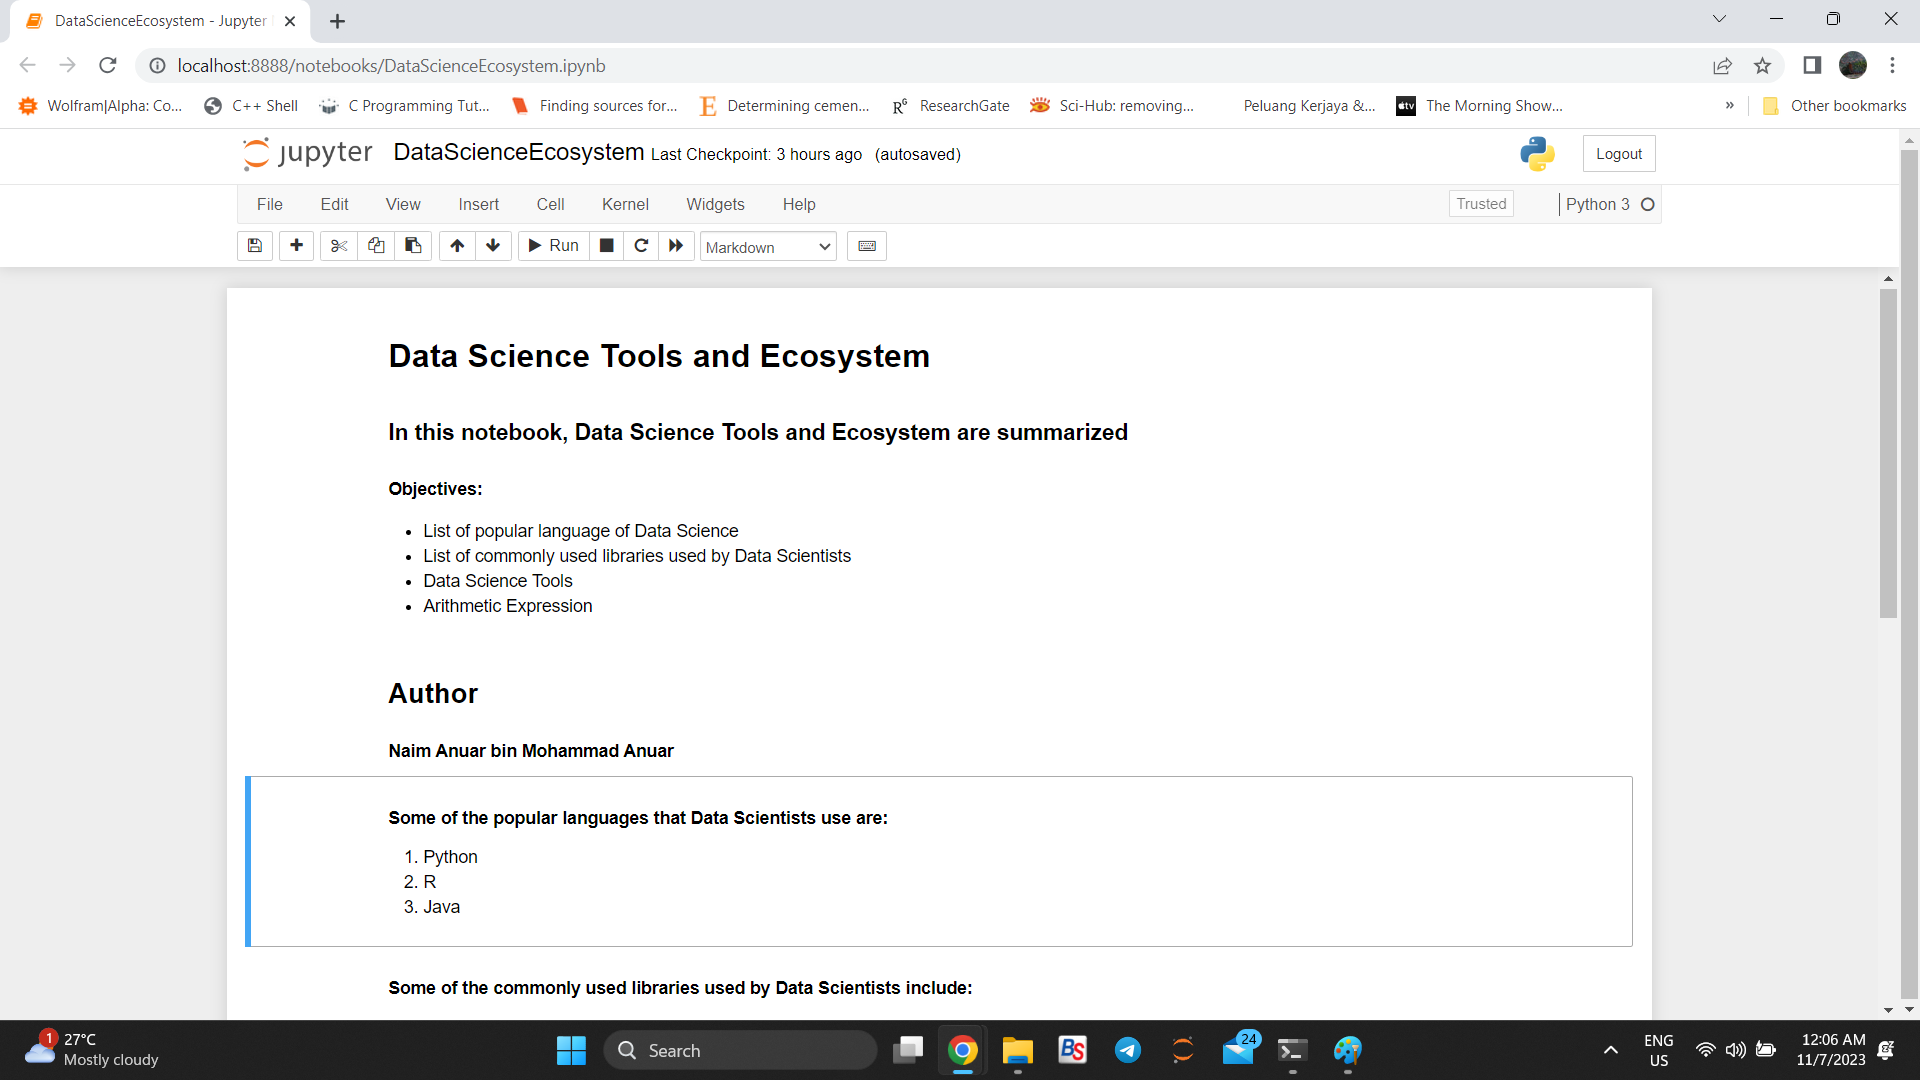 DataScienceEcosystem - Jupyter
localhost:8888/notebooks/DataScienceEcosystem.ipynb
Wolfram|Alpha: Co...
C++ Shell
C Programming Tut...
Finding sources for...
Determining cemen...
ResearchGate
Sci-Hub: removing...
Peluang Kerjaya &...
The Morning Show...
»
Other bookmarks
jupyter
DataScienceEcosystem Last Checkpoint: 3 hours ago (autosaved)
Logout
File Edit View Insert Cell Kernel Widgets Help
Trusted
Python 3
Run
Markdown
Data Science Tools and Ecosystem
In this notebook, Data Science Tools and Ecosystem are summarized
Objectives:
• List of popular language of Data Science
• List of commonly used libraries used by Data Scientists
• Data Science Tools
• Arithmetic Expression
Author
Naim Anuar bin Mohammad Anuar
Some of the popular languages that Data Scientists use are:
1. Python
2. R
3. Java
Some of the commonly used libraries used by Data Scientists include:
1
27°C
Mostly cloudy
Search
BS
24
ENG
US
12:06 AM
11/7/2023